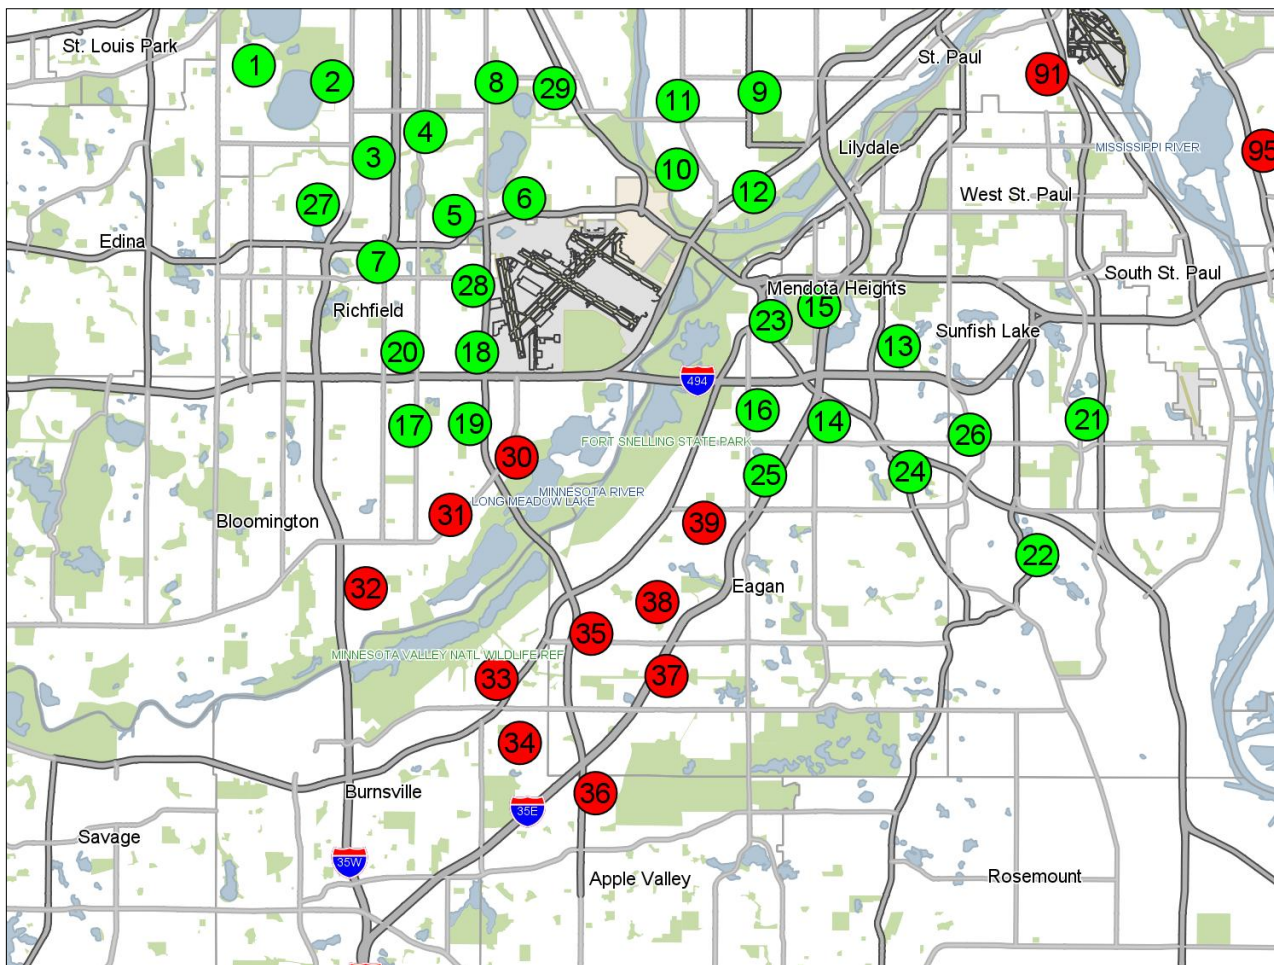 St. Louis Park
St. Paul
1
2
8
29
11
9
91
4
Lilydale
95
3
MISSISSIPPI RIVER
10
12
West St. Paul
27
5
6
Edina
7
28
South St. Paul
Mendota Heights
Richfield
23
15
Sunfish Lake
13
20
18
494
16
17
19
14
21
26
FORT SNELLING STATE PARK
30
25
24
MINNESOTA RIVER
LONG MEADOW LAKE
Bloomington
31
39
22
32
Eagan
38
35
MINNESOTA VALLEY NATL WILDLIFE REF
33
37
34
Burnsville
36
35E
Savage
35W
Apple Valley
Rosemount